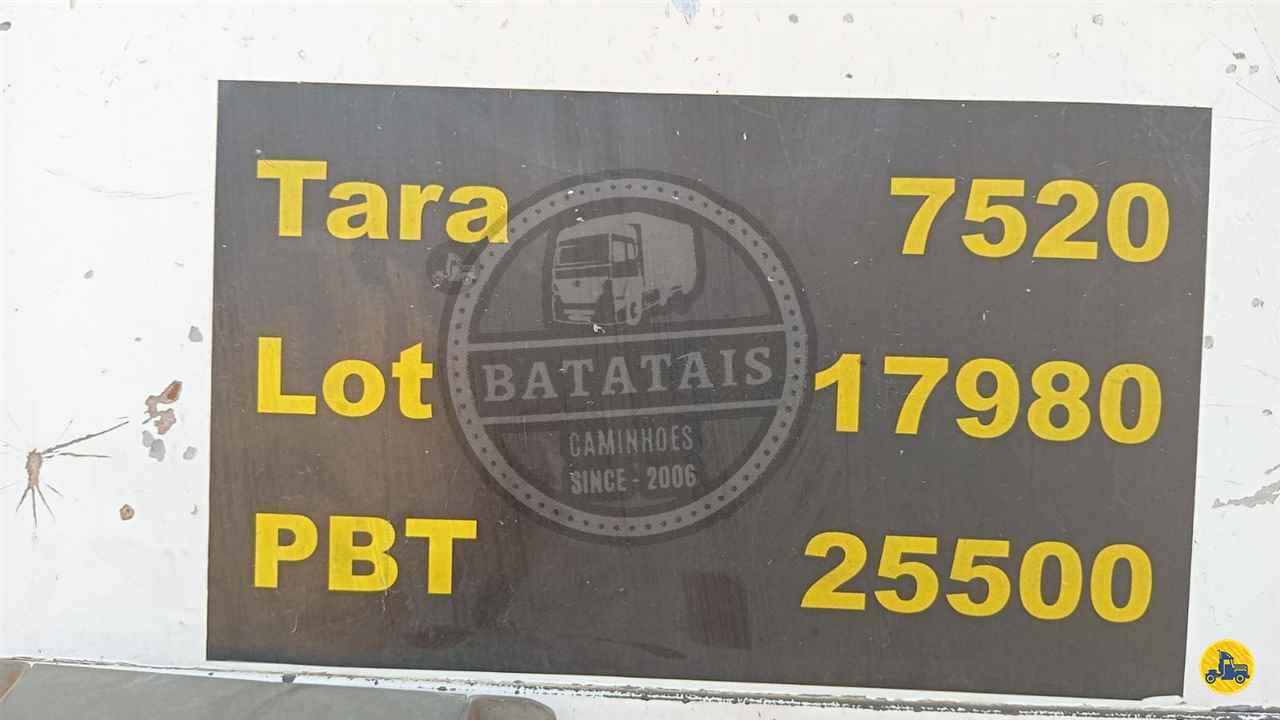 Tara 7520
Lot 17980
PBT 25500
BATATAIS
CAMINHOES
SINCE - 2006